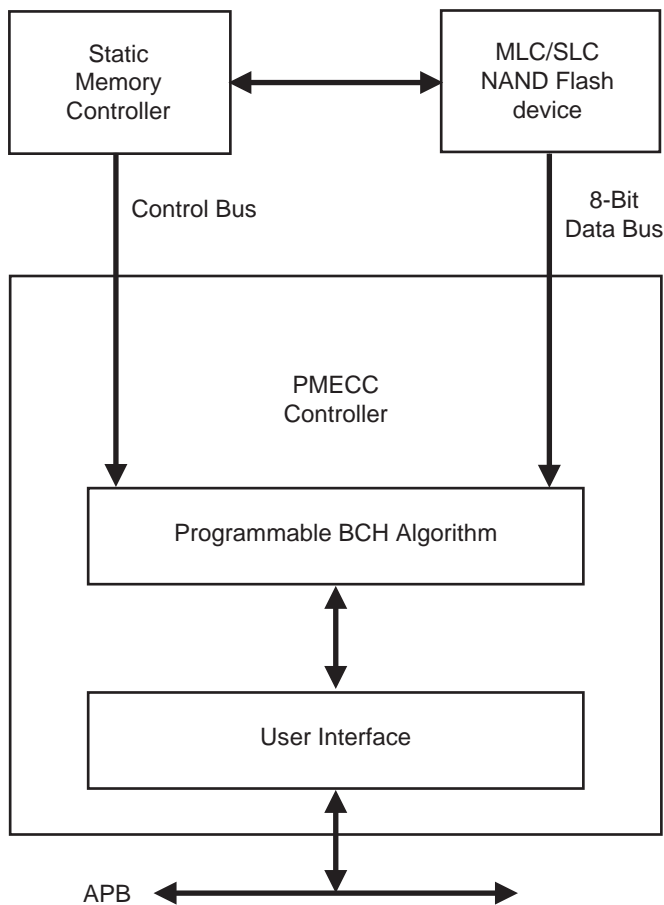 Static
Memory
Controller
MLC/SLC
NAND Flash
device
Control Bus
8-Bit
Data Bus
PMECC
Controller
Programmable BCH Algorithm
User Interface
APB